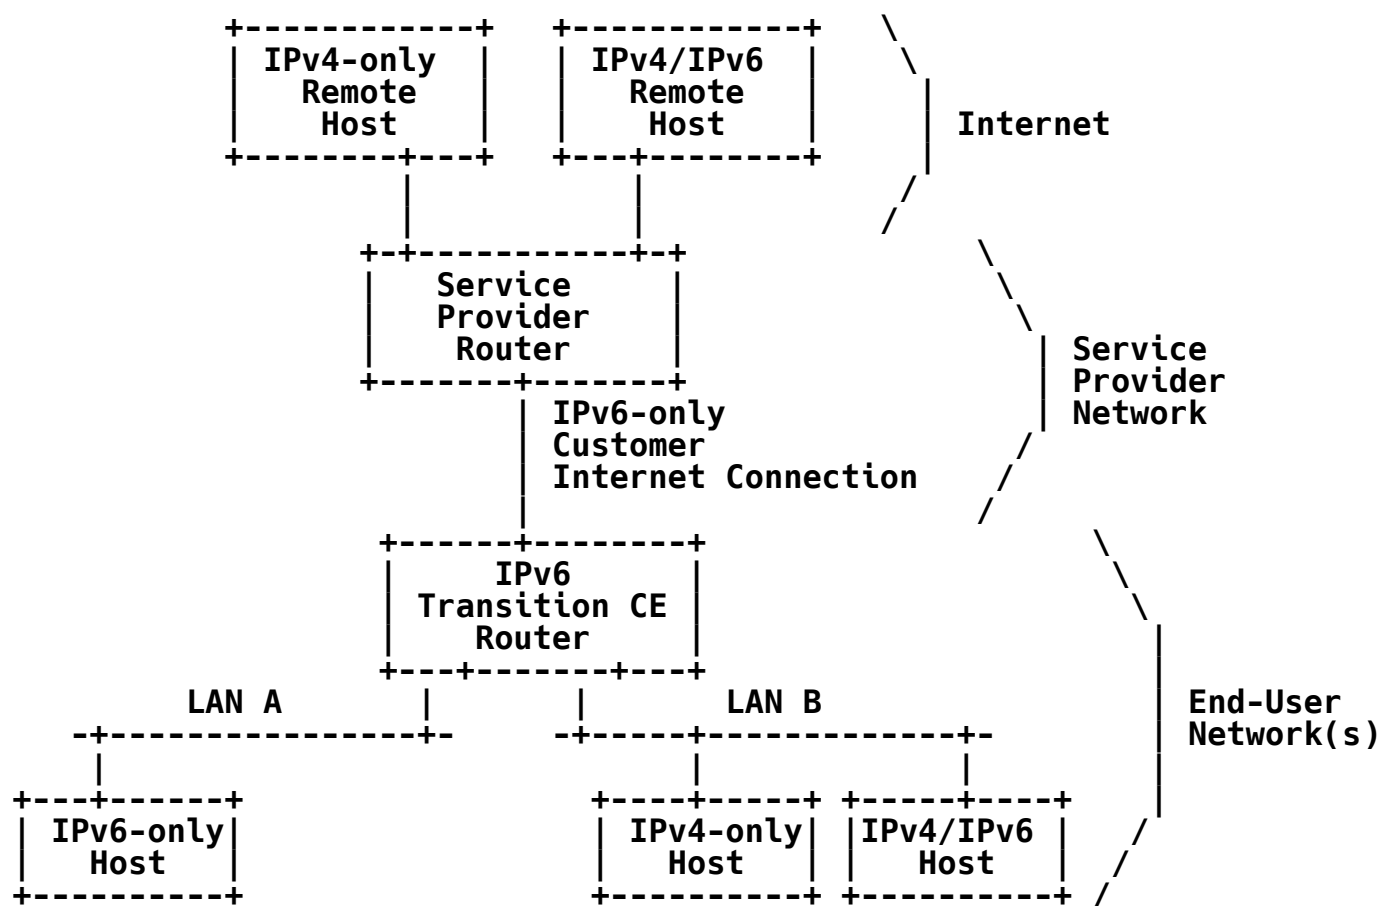 IPv4-only
Remote
Host
IPv4/IPv6
Remote
Host
Internet
Service
Provider
Router
Service
Provider
Network
IPv6-only
Customer
Internet Connection
IPv6
Transition CE
Router
LAN A
LAN B
End-User
Network(s)
IPv6-only
Host
IPv4-only
Host
IPv4/IPv6
Host